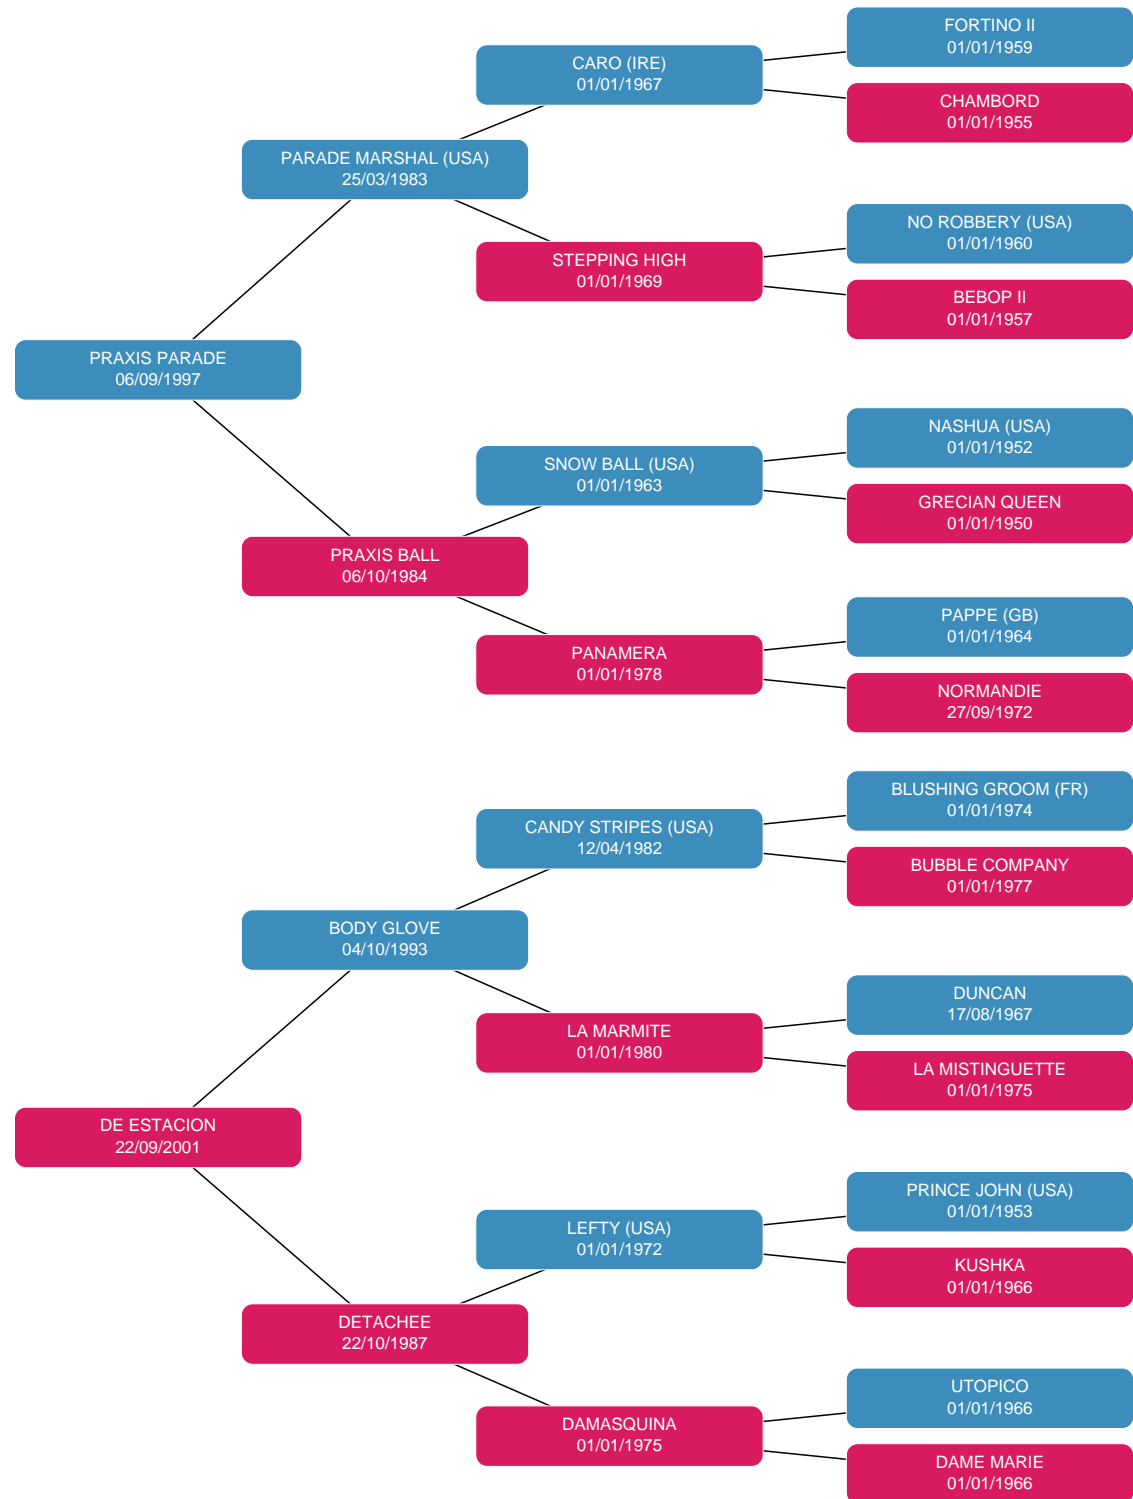 FORTINO II
01/01/1959
CARO (IRE)
01/01/1967
CHAMBORD
01/01/1955
PARADE MARSHAL (USA)
25/03/1983
NO ROBBERY (USA)
01/01/1960
STEPPING HIGH
01/01/1969
BEBOP II
01/01/1957
PRAXIS PARADE
06/09/1997
NASHUA (USA)
01/01/1952
SNOW BALL (USA)
01/01/1963
GRECIAN QUEEN
01/01/1950
PRAXIS BALL
06/10/1984
PAPPE (GB)
01/01/1964
PANAMERA
01/01/1978
NORMANDIE
27/09/1972
BLUSHING GROOM (FR)
01/01/1974
CANDY STRIPES (USA)
12/04/1982
BUBBLE COMPANY
01/01/1977
BODY GLOVE
04/10/1993
DUNCAN
17/08/1967
LA MARMITE
01/01/1980
LA MISTINGUETTE
01/01/1975
DE ESTACION
22/09/2001
PRINCE JOHN (USA)
01/01/1953
LEFTY (USA)
01/01/1972
KUSHKA
01/01/1966
DETACHEE
22/10/1987
UTOPICO
01/01/1966
DAMASQUINA
01/01/1975
DAME MARIE
01/01/1966